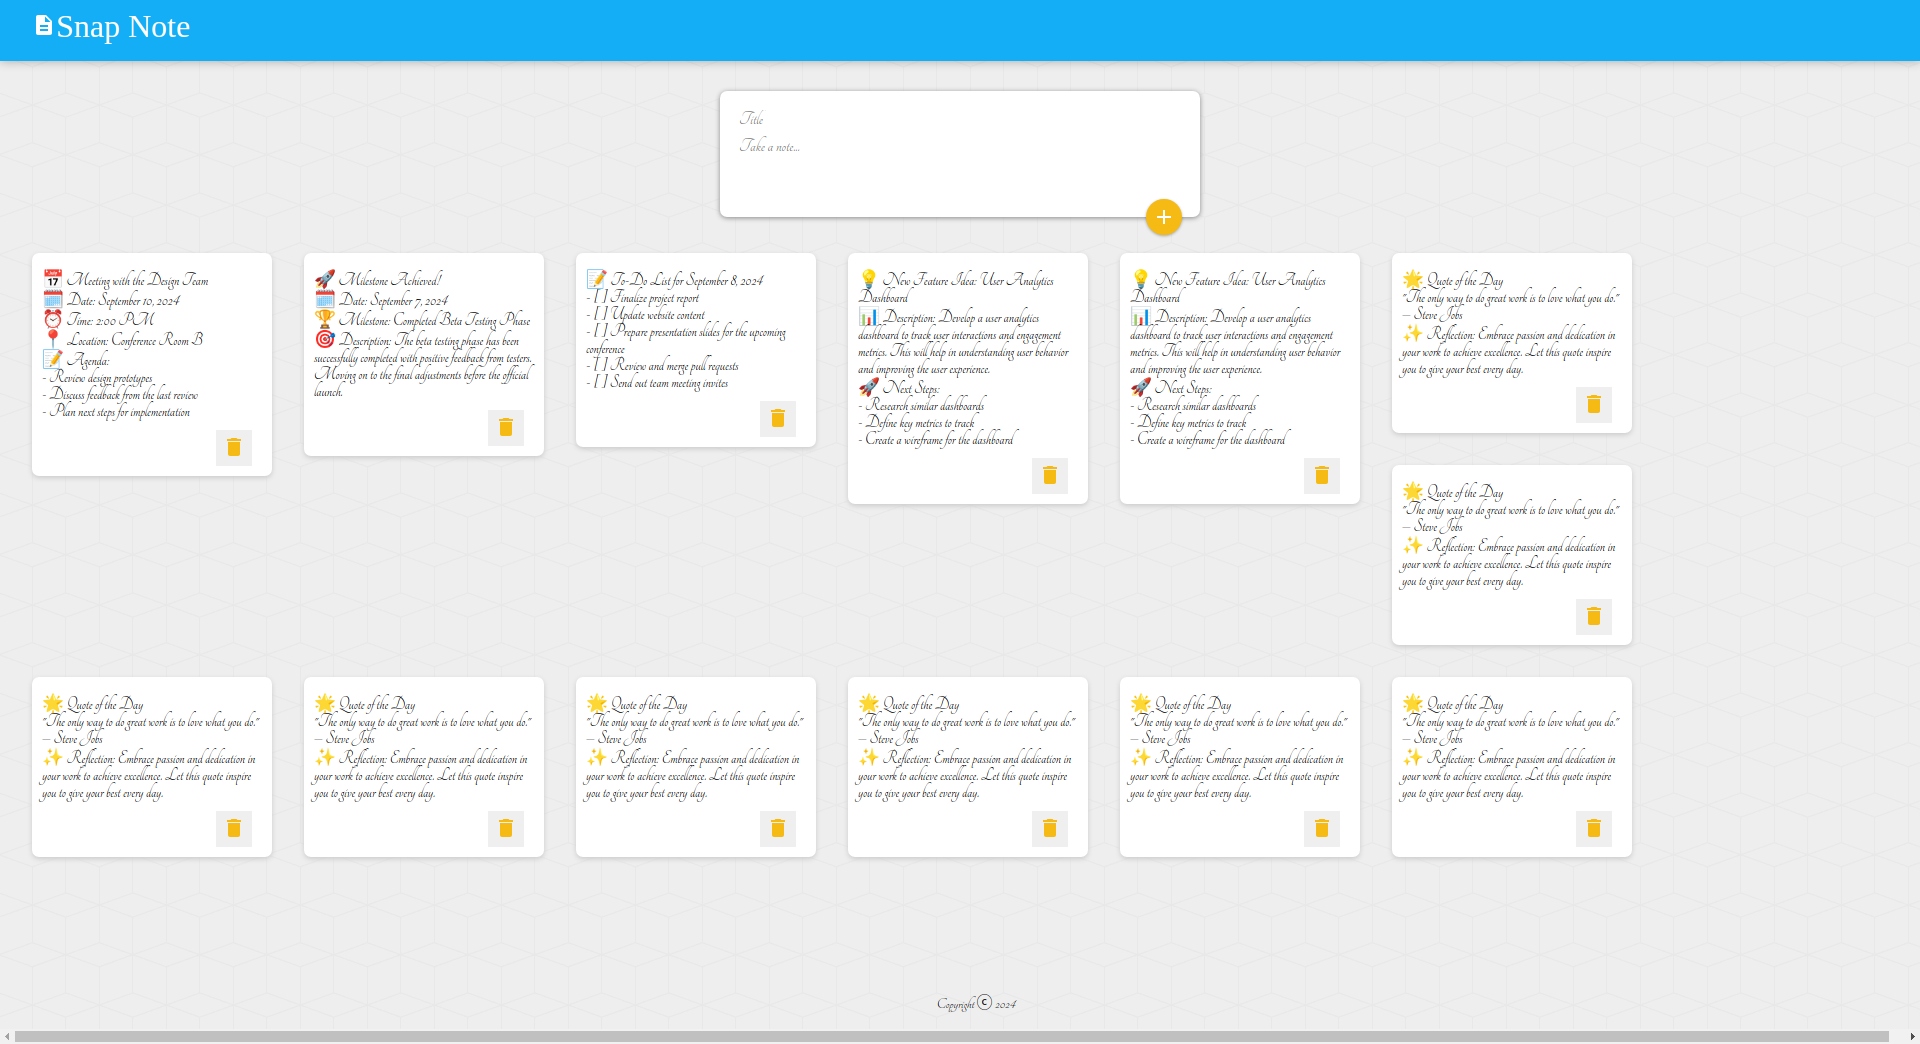 Snap Note
Title
Take a note...
📅 Meeting with the Design Team
🗓️ Date: September 10, 2024
⏰ Time: 2:00 PM
📍 Location: Conference Room B
📝 Agenda:
- Review design prototypes
- Discuss feedback from the last review
- Plan next steps for implementation
🚀 Milestone Achieved!
🗓️ Date: September 7, 2024
🏆 Milestone: Completed Beta Testing Phase
🎯 Description: The beta testing phase has been
successfully completed with positive feedback from testers.
Moving on to the final adjustments before the official
launch.
📝 To-Do List for September 8, 2024
- [ ] Finalize project report
- [ ] Update website content
- [ ] Prepare presentation slides for the upcoming
conference
- [ ] Review and merge pull requests
- [ ] Send out team meeting invites
💡 New Feature Idea: User Analytics
Dashboard
📊 Description: Develop a user analytics
dashboard to track user interactions and engagement
metrics. This will help in understanding user behavior
and improving the user experience.
🚀 Next Steps:
- Research similar dashboards
- Define key metrics to track
- Create a wireframe for the dashboard
💡 New Feature Idea: User Analytics
Dashboard
📊 Description: Develop a user analytics
dashboard to track user interactions and engagement
metrics. This will help in understanding user behavior
and improving the user experience.
🚀 Next Steps:
- Research similar dashboards
- Define key metrics to track
- Create a wireframe for the dashboard
🌟 Quote of the Day
"The only way to do great work is to love what you do."
– Steve Jobs
✨ Reflection: Embrace passion and dedication in
your work to achieve excellence. Let this quote inspire
you to give your best every day.
🌟 Quote of the Day
"The only way to do great work is to love what you do."
– Steve Jobs
✨ Reflection: Embrace passion and dedication in
your work to achieve excellence. Let this quote inspire
you to give your best every day.
🌟 Quote of the Day
"The only way to do great work is to love what you do."
– Steve Jobs
✨ Reflection: Embrace passion and dedication in
your work to achieve excellence. Let this quote inspire
you to give your best every day.
🌟 Quote of the Day
"The only way to do great work is to love what you do."
– Steve Jobs
✨ Reflection: Embrace passion and dedication in
your work to achieve excellence. Let this quote inspire
you to give your best every day.
🌟 Quote of the Day
"The only way to do great work is to love what you do."
– Steve Jobs
✨ Reflection: Embrace passion and dedication in
your work to achieve excellence. Let this quote inspire
you to give your best every day.
🌟 Quote of the Day
"The only way to do great work is to love what you do."
– Steve Jobs
✨ Reflection: Embrace passion and dedication in
your work to achieve excellence. Let this quote inspire
you to give your best every day.
🌟 Quote of the Day
"The only way to do great work is to love what you do."
– Steve Jobs
✨ Reflection: Embrace passion and dedication in
your work to achieve excellence. Let this quote inspire
you to give your best every day.
🌟 Quote of the Day
"The only way to do great work is to love what you do."
– Steve Jobs
✨ Reflection: Embrace passion and dedication in
your work to achieve excellence. Let this quote inspire
you to give your best every day.
Copyright ⓒ 2024